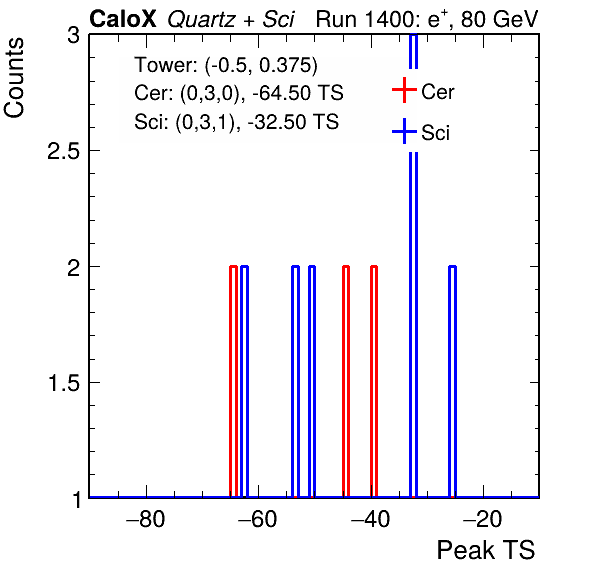 CaloX Quartz + Sci Run 1400: e⁺, 80 GeV
Counts
3
2.5
2
1.5
1
Tower: (-0.5, 0.375)
Cer: (0,3,0), -64.50 TS
Sci: (0,3,1), -32.50 TS
Cer
Sci
−80 −60 −40 −20
Peak TS